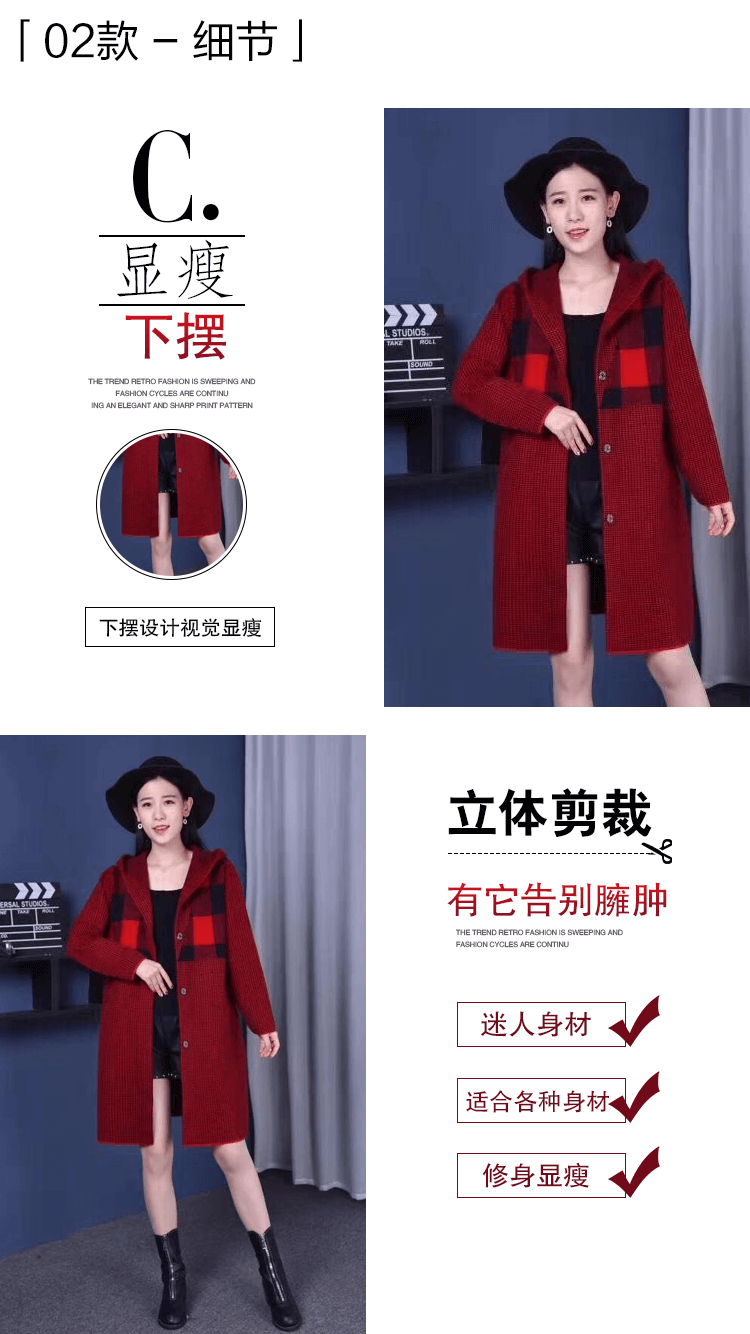 「 02款 – 细节 」
C.
显瘦
下摆
THE TREND RETRO FASHION IS SWEEPING AND
FASHION CYCLES ARE CONTINU
ING AN ELEGANT AND SHARP PRINT PATTERN
下摆设计视觉显瘦
L STUDIOS.
TAKE ROLL
SOUND
ERSAL STUDIOS.
NE TAKE ROLL
CO. SOUND
立体剪裁
有它告别臃肿
THE TREND RETRO FASHION IS SWEEPING AND
FASHION CYCLES ARE CONTINU
迷人身材
适合各种身材
修身显瘦